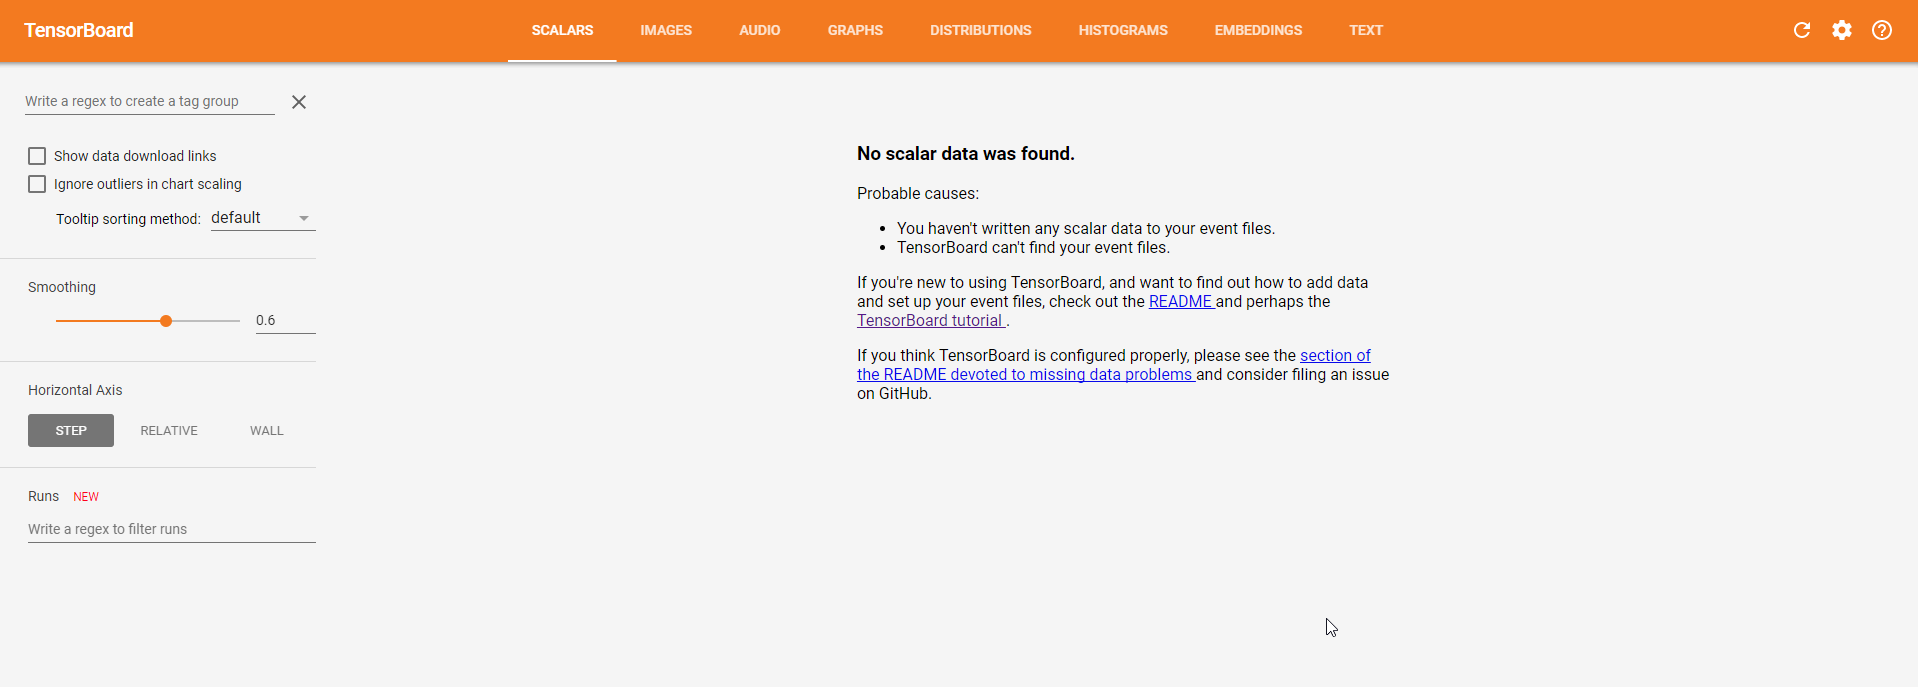 TensorBoard
SCALARS IMAGES AUDIO GRAPHS DISTRIBUTIONS HISTOGRAMS EMBEDDINGS TEXT
Write a regex to create a tag group
Show data download links
Ignore outliers in chart scaling
Tooltip sorting method: default
Smoothing
0.6
Horizontal Axis
STEP RELATIVE WALL
Runs NEW
Write a regex to filter runs
No scalar data was found.
Probable causes:
• You haven't written any scalar data to your event files.
• TensorBoard can't find your event files.
If you're new to using TensorBoard, and want to find out how to add data
and set up your event files, check out the README and perhaps the
TensorBoard tutorial .
If you think TensorBoard is configured properly, please see the section of
the README devoted to missing data problems and consider filing an issue
on GitHub.